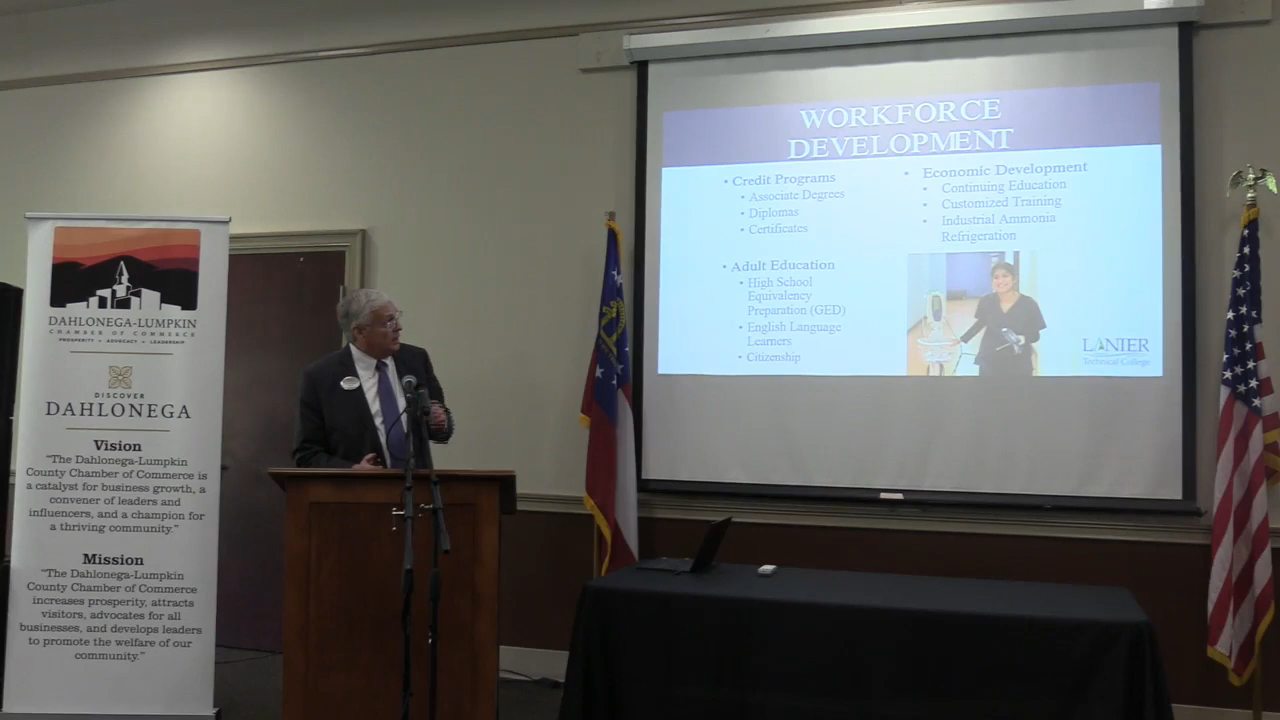 DAHLONEGA-LUMPKIN
CHAMBER OF COMMERCE
PROSPERITY • ADVOCACY • LEADERSHIP
DISCOVER
DAHLONEGA
Vision
"The Dahlonega-Lumpkin
County Chamber of Commerce is
a catalyst for business growth, a
convener of leaders and
influencers, and a champion for
a thriving community."
Mission
"The Dahlonega-Lumpkin
County Chamber of Commerce
increases prosperity, attracts
visitors, advocates for all
businesses, and develops leaders
to promote the welfare of our
community."
WORKFORCE
DEVELOPMENT
• Credit Programs
• Associate Degrees
• Diplomas
• Certificates
• Adult Education
• High School
Equivalency
Preparation (GED)
• English Language
Learners
• Citizenship
• Economic Development
• Continuing Education
• Customized Training
• Industrial Ammonia
Refrigeration
LANIER
Technical College